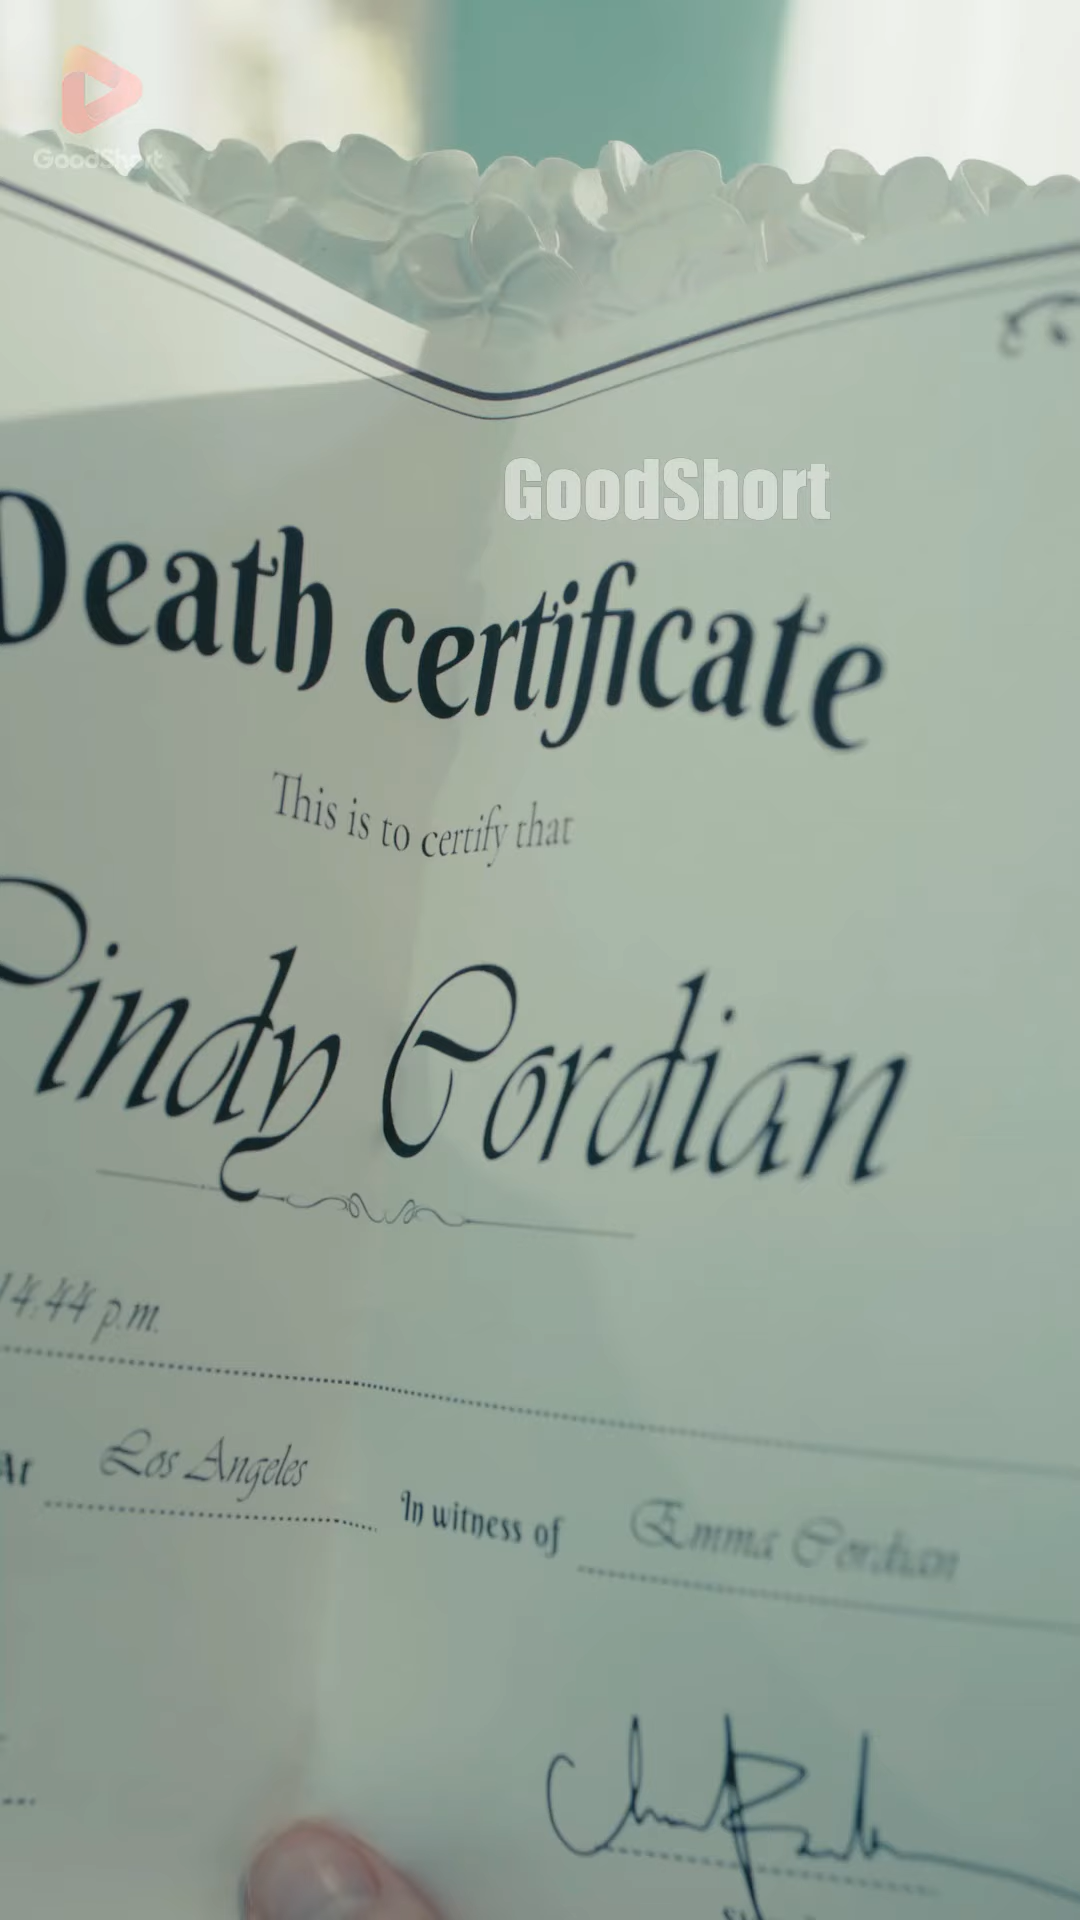 GoodShort
GoodShort
Death certificate
This is to certify that
Cindy Cordian
14.44 p.m.
At Los Angeles In witness of Emma Cordian